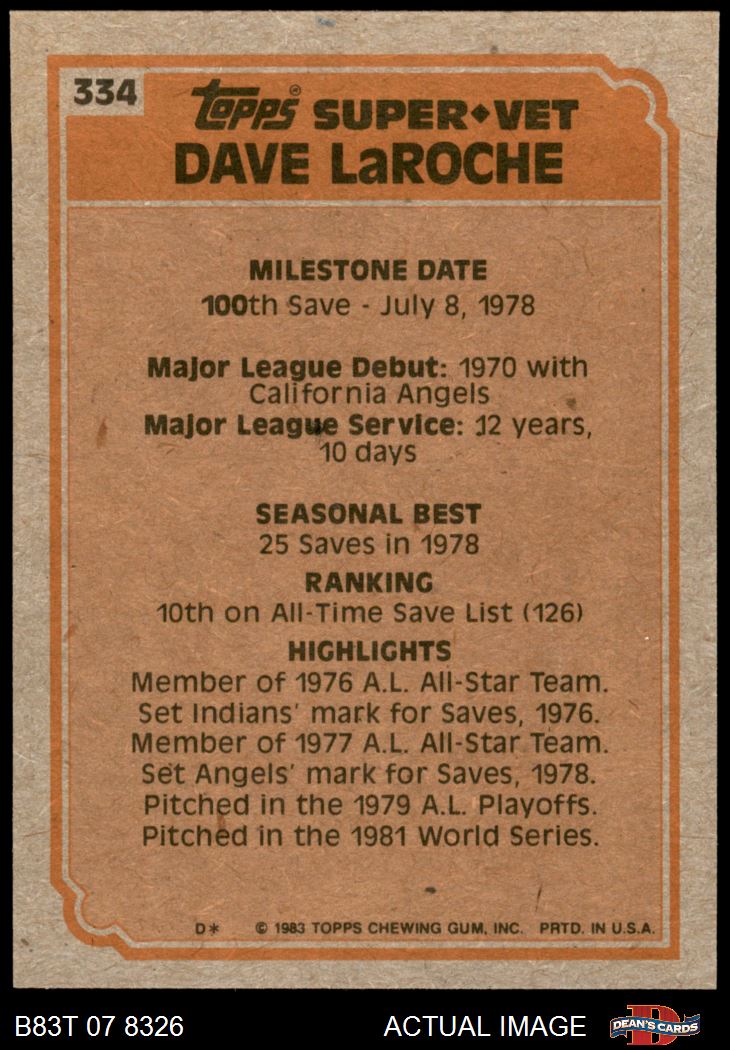 334
Topps® SUPER◆VET
DAVE LaROCHE
MILESTONE DATE
100th Save - July 8, 1978
Major League Debut: 1970 with
California Angels
Major League Service: 12 years,
10 days
SEASONAL BEST
25 Saves in 1978
RANKING
10th on All-Time Save List (126)
HIGHLIGHTS
Member of 1976 A.L. All-Star Team.
Set Indians' mark for Saves, 1976.
Member of 1977 A.L. All-Star Team.
Set Angels' mark for Saves, 1978.
Pitched in the 1979 A.L. Playoffs.
Pitched in the 1981 World Series.
D* © 1983 TOPPS CHEWING GUM, INC. PRTD. IN U.S.A.
B83T 07 8326 ACTUAL IMAGE D DEAN'S CARDS